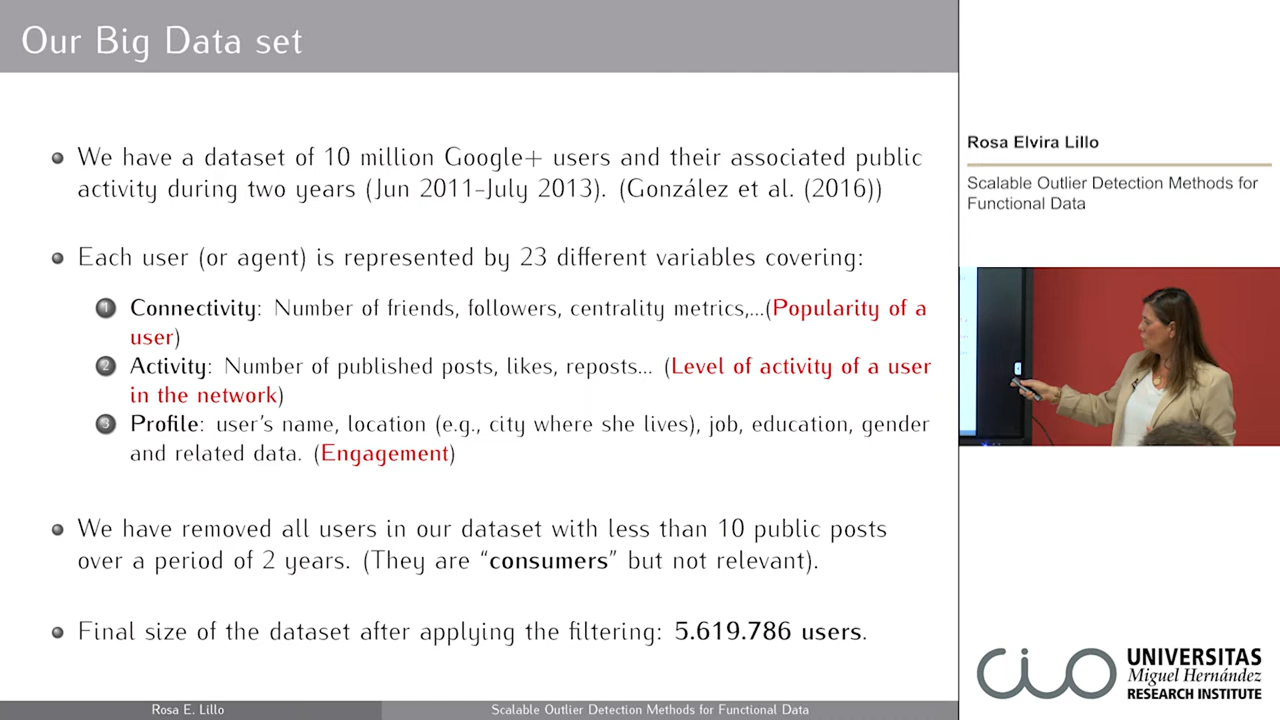 Our Big Data set
We have a dataset of 10 million Google+ users and their associated public
activity during two years (Jun 2011-July 2013). (González et al. (2016))
Each user (or agent) is represented by 23 different variables covering:
1 Connectivity: Number of friends, followers, centrality metrics,...(Popularity of a
user)
2 Activity: Number of published posts, likes, reposts... (Level of activity of a user
in the network)
3 Profile: user's name, location (e.g., city where she lives), job, education, gender
and related data. (Engagement)
We have removed all users in our dataset with less than 10 public posts
over a period of 2 years. (They are “consumers” but not relevant).
Final size of the dataset after applying the filtering: 5.619.786 users.
Rosa E. Lillo
Scalable Outlier Detection Methods for Functional Data
Rosa Elvira Lillo
Scalable Outlier Detection Methods for
Functional Data
cio
UNIVERSITAS
Miguel Hernández
RESEARCH INSTITUTE